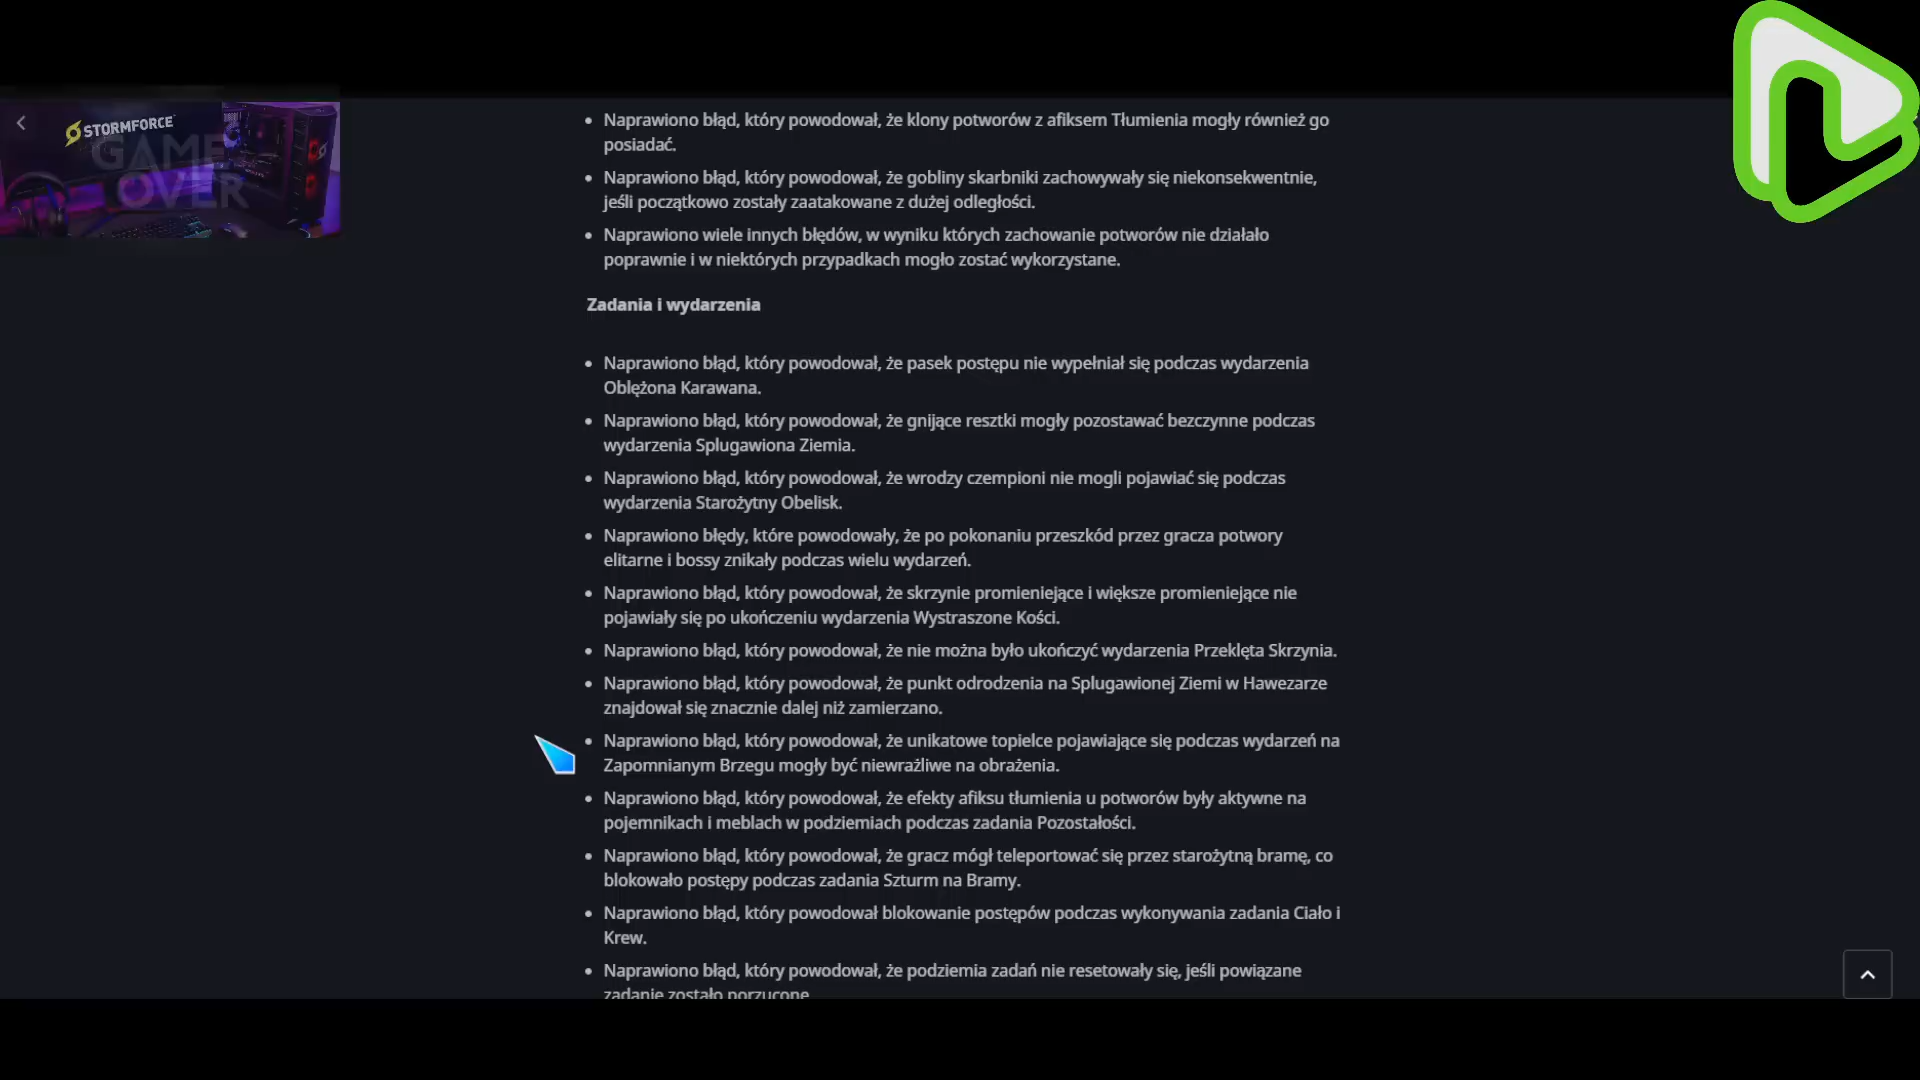 STORMFORCE
GAME
OVER
Naprawiono błąd, który powodował, że klony potworów z afiksem Tłumienia mogły również go
posiadać.
Naprawiono błąd, który powodował, że gobliny skarbniki zachowywały się niekonsekwentnie,
jeśli początkowo zostały zaatakowane z dużej odległości.
Naprawiono wiele innych błędów, w wyniku których zachowanie potworów nie działało
poprawnie i w niektórych przypadkach mogło zostać wykorzystane.
Zadania i wydarzenia
Naprawiono błąd, który powodował, że pasek postępu nie wypełniał się podczas wydarzenia
Oblężona Karawana.
Naprawiono błąd, który powodował, że gnijące resztki mogły pozostawać bezczynne podczas
wydarzenia Splugawiona Ziemia.
Naprawiono błąd, który powodował, że wrodzy czempioni nie mogli pojawiać się podczas
wydarzenia Starożytny Obelisk.
Naprawiono błędy, które powodowały, że po pokonaniu przeszkód przez gracza potwory
elitarne i bossy znikały podczas wielu wydarzeń.
Naprawiono błąd, który powodował, że skrzynie promieniejące i większe promieniejące nie
pojawiały się po ukończeniu wydarzenia Wystraszone Kości.
Naprawiono błąd, który powodował, że nie można było ukończyć wydarzenia Przeklęta Skrzynia.
Naprawiono błąd, który powodował, że punkt odrodzenia na Splugawionej Ziemi w Hawezarze
znajdował się znacznie dalej niż zamierzano.
Naprawiono błąd, który powodował, że unikatowe topielce pojawiające się podczas wydarzeń na
Zapomnianym Brzegu mogły być niewrażliwe na obrażenia.
Naprawiono błąd, który powodował, że efekty afiksu tłumienia u potworów były aktywne na
pojemnikach i meblach w podziemiach podczas zadania Pozostałości.
Naprawiono błąd, który powodował, że gracz mógł teleportować się przez starożytną bramę, co
blokowało postępy podczas zadania Szturm na Bramy.
Naprawiono błąd, który powodował blokowanie postępów podczas wykonywania zadania Ciało i
Krew.
Naprawiono błąd, który powodował, że podziemia zadań nie resetowały się, jeśli powiązane
zadanie zostało porzucone